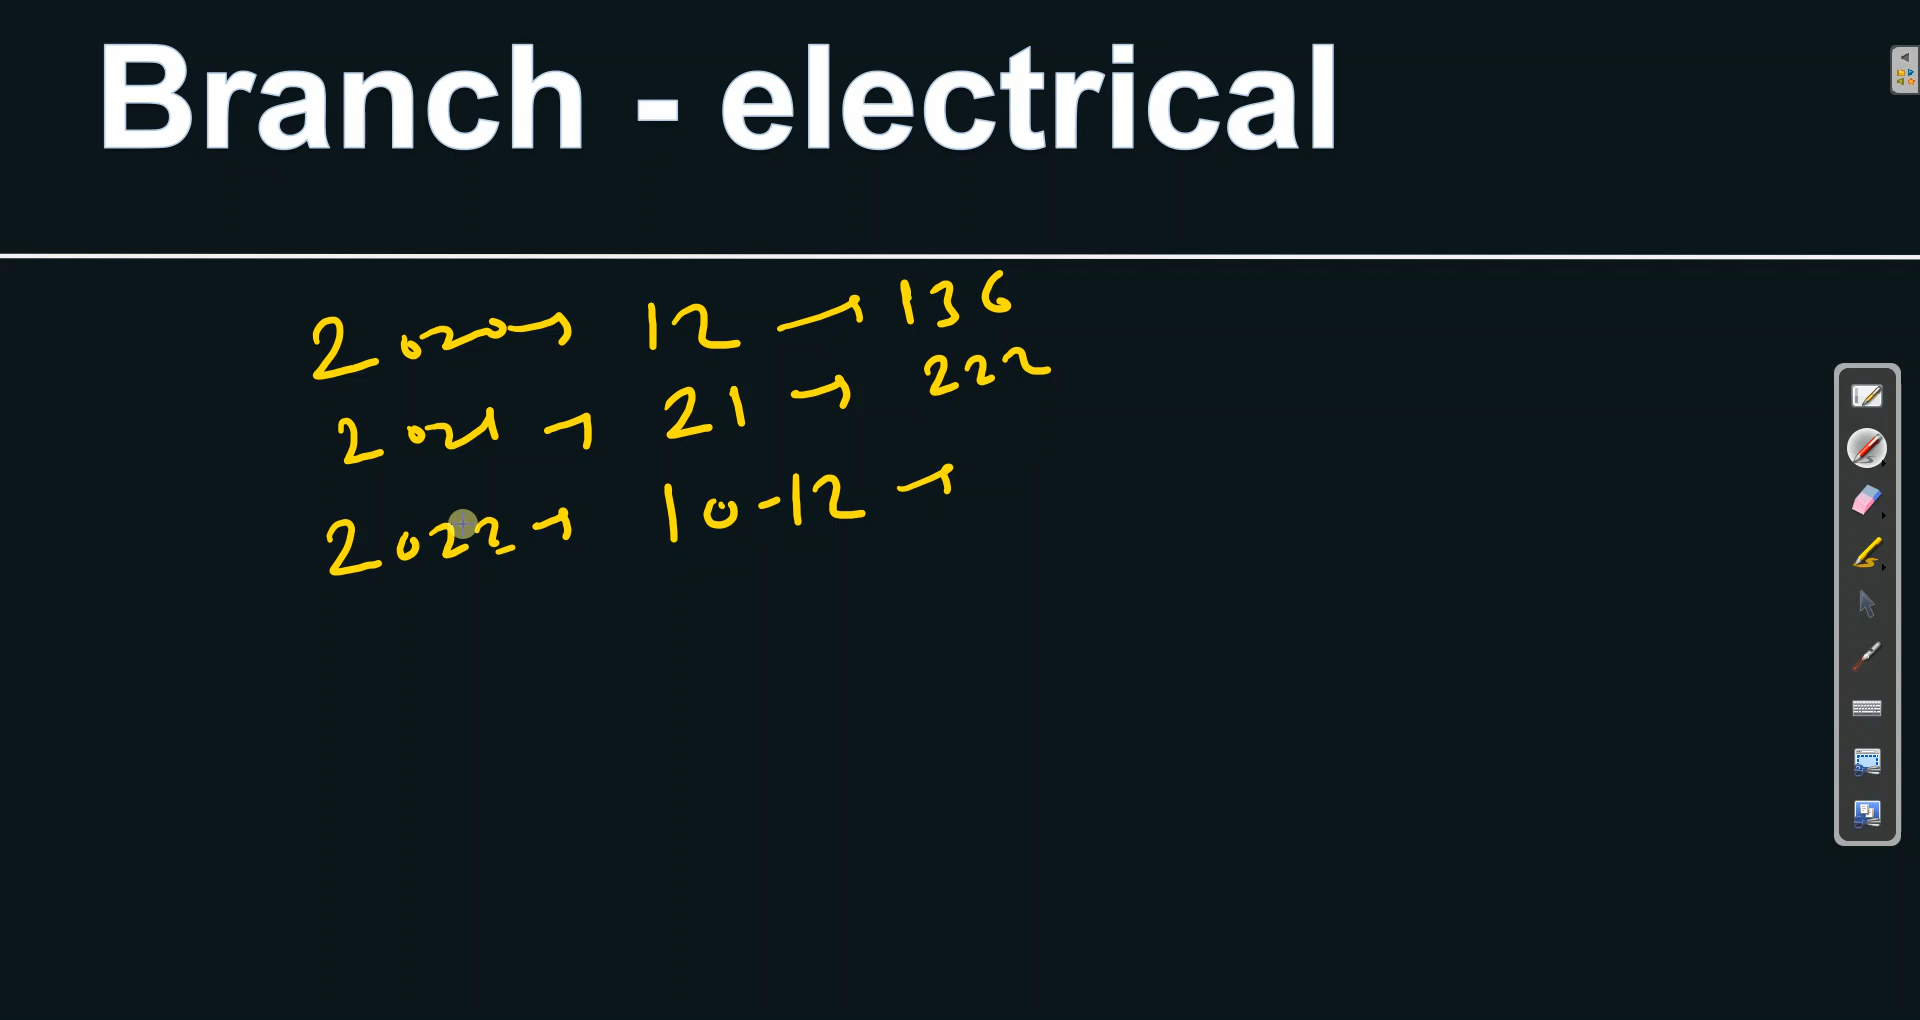 Branch - electrical
2020 → 12 → 136
2021 → 21 → 222
2022 → 10-12 →